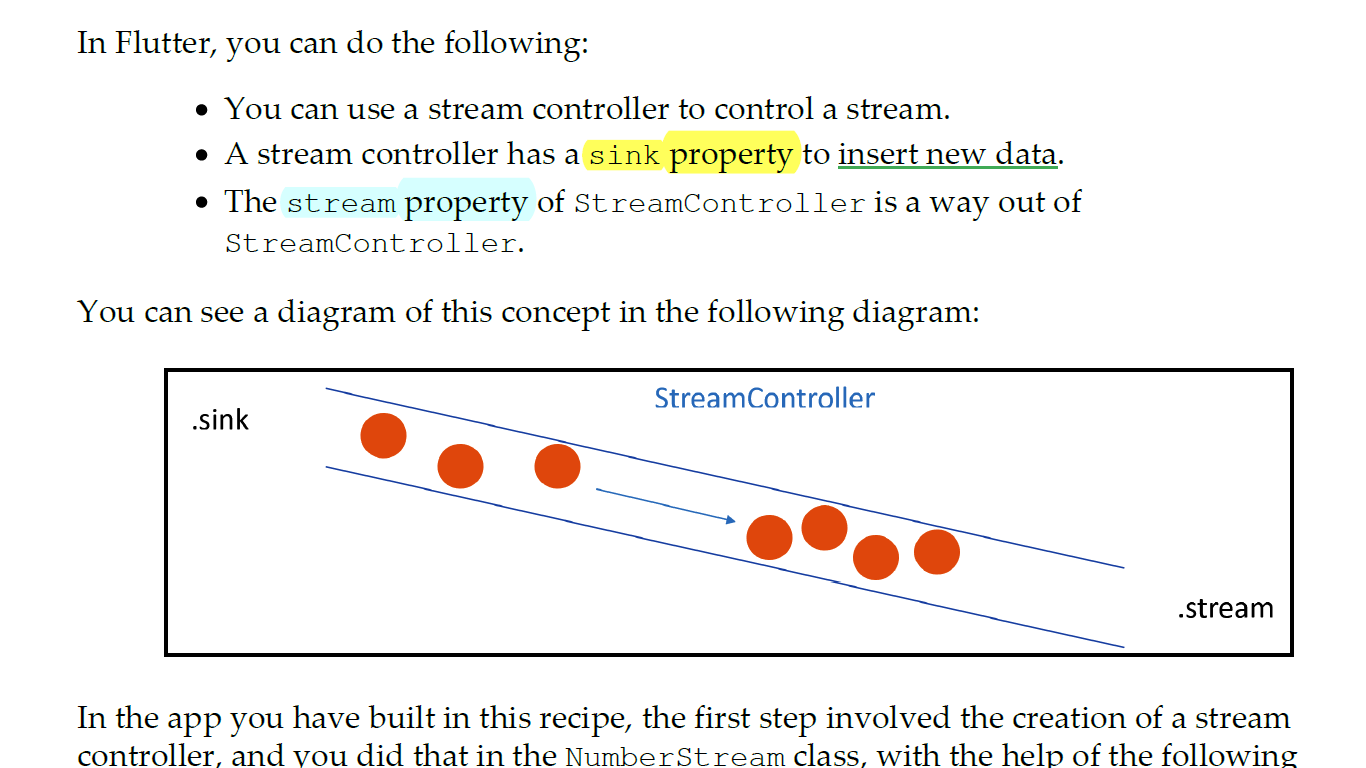 In Flutter, you can do the following:
• You can use a stream controller to control a stream.
• A stream controller has a sink property to insert new data.
• The stream property of StreamController is a way out of
StreamController.
You can see a diagram of this concept in the following diagram:
StreamController
.sink
.stream
In the app you have built in this recipe, the first step involved the creation of a stream
controller, and you did that in the NumberStream class, with the help of the following